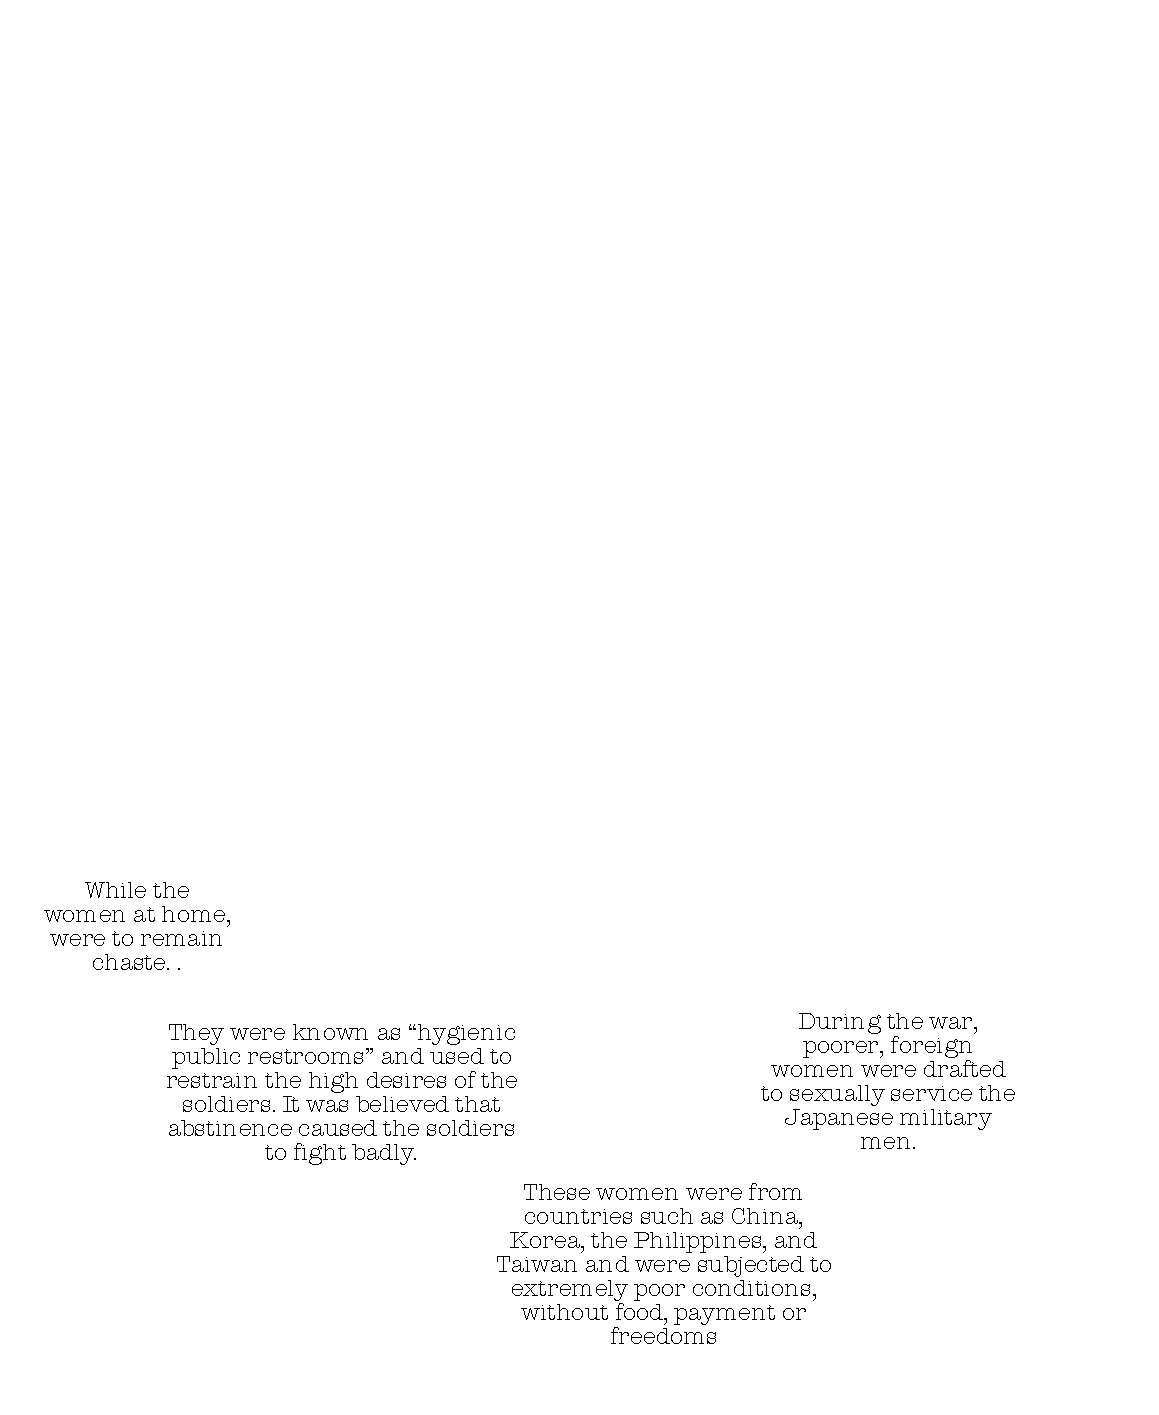 While the
women at home,
were to remain
chaste. .
They were known as “hygienic
public restrooms” and used to
restrain the high desires of the
soldiers. It was believed that
abstinence caused the soldiers
to fight badly.
During the war,
poorer, foreign
women were drafted
to sexually service the
Japanese military
men.
These women were from
countries such as China,
Korea, the Philippines, and
Taiwan and were subjected to
extremely poor conditions,
without food, payment or
freedoms